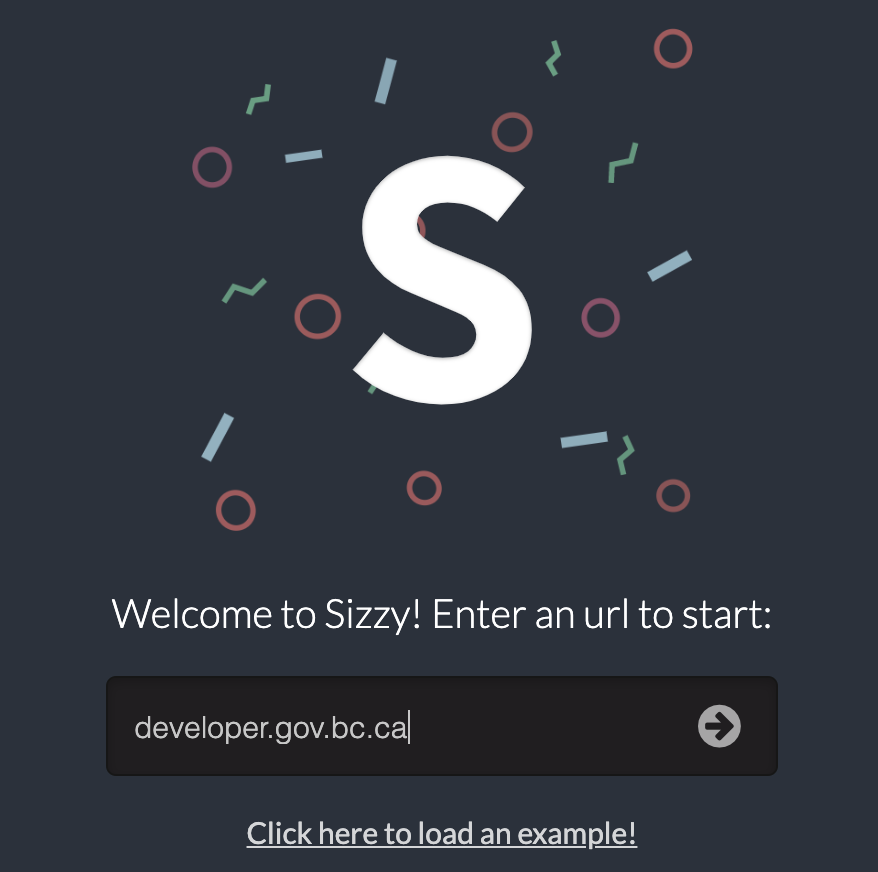 S
Welcome to Sizzy! Enter an url to start:
developer.gov.bc.ca
Click here to load an example!